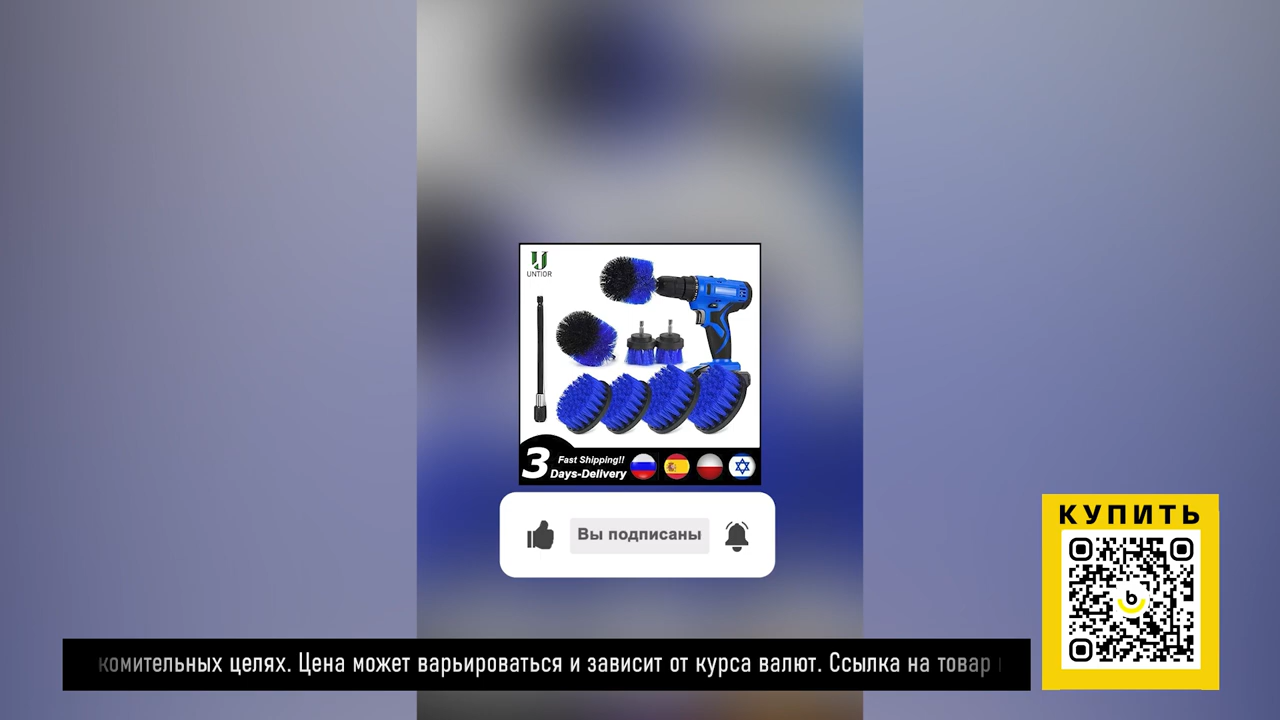 UNTIOR
3
Fast Shipping!!
Days-Delivery
Вы подписаны
КУПИТЬ
b
комительных целях. Цена может варьироваться и зависит от курса валют. Ссылка на товар